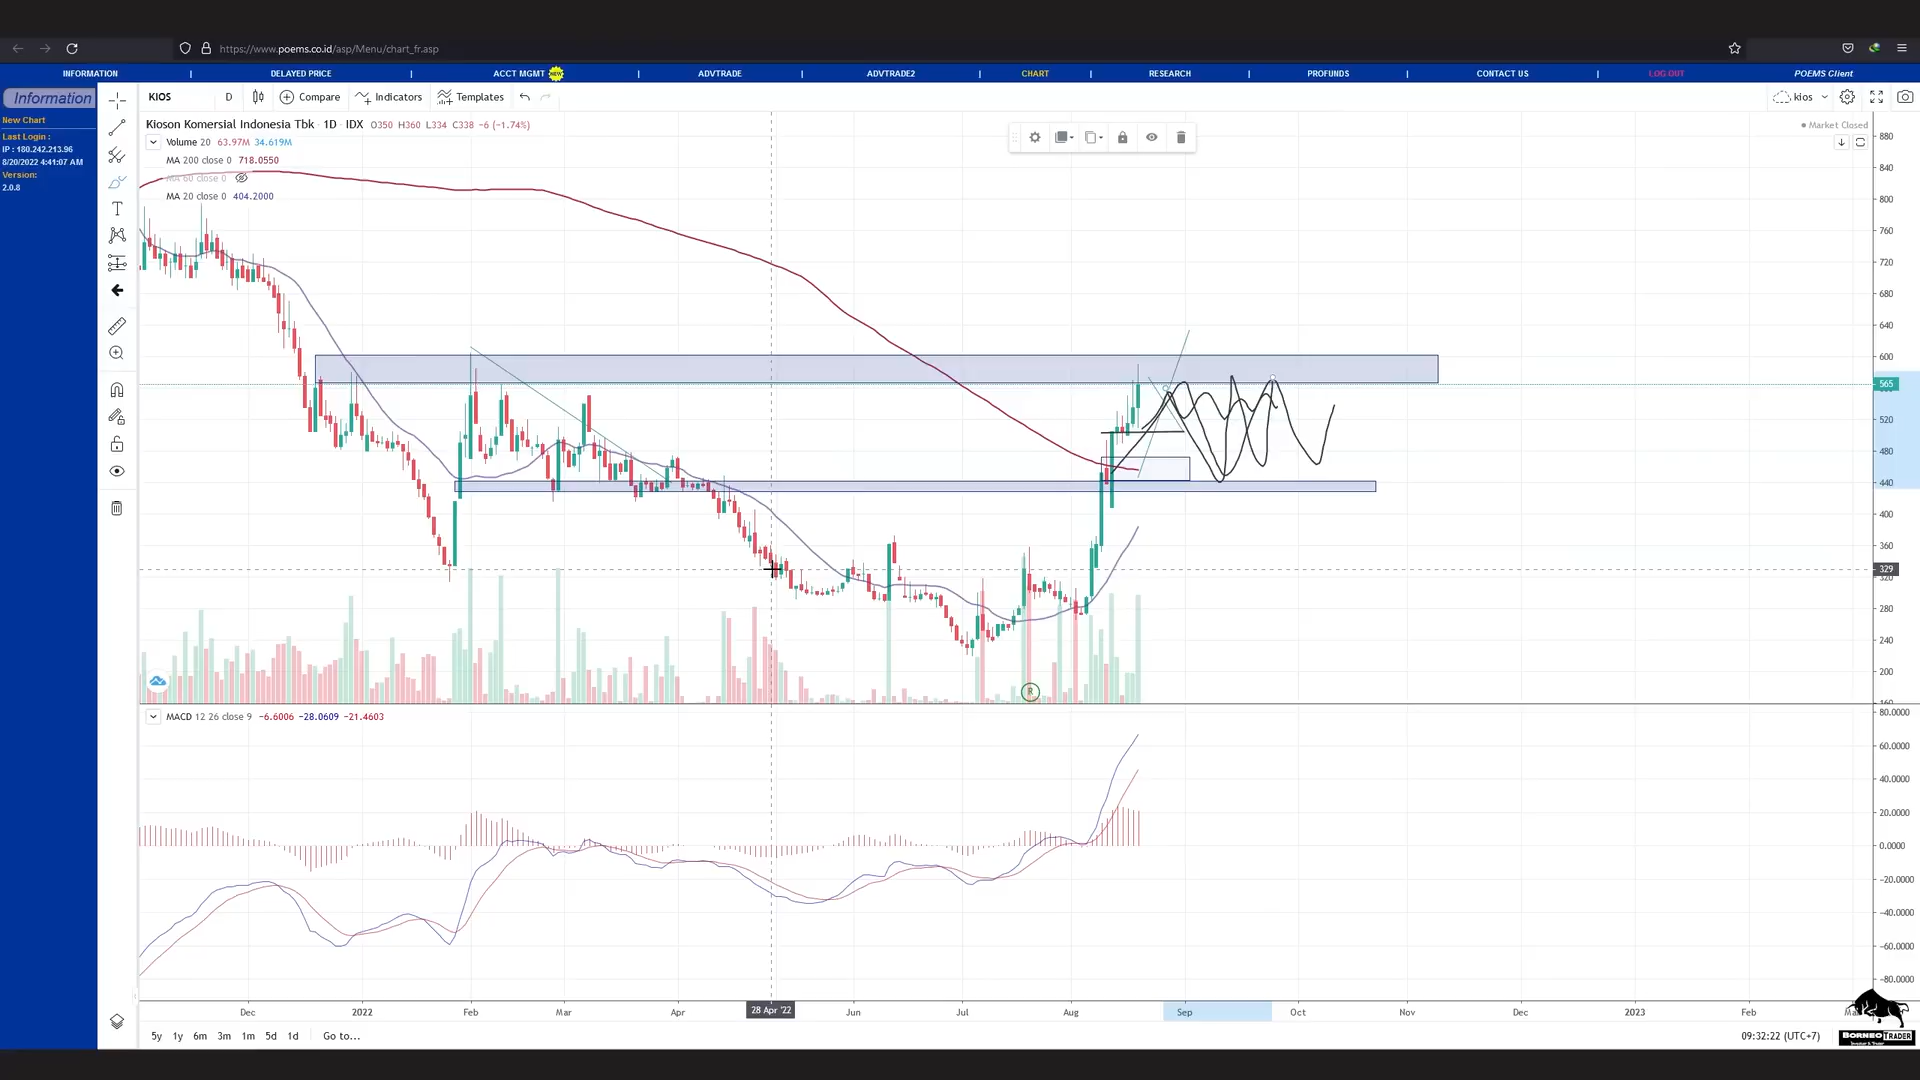 https://www.poems.co.id/asp/Menu/chart_fr.asp
INFORMATION | DELAYED PRICE | ACCT MGMT NEW | ADVTRADE | ADVTRADE2 | CHART | RESEARCH | PROFUNDS | CONTACT US | LOG OUT POEMS Client
Information
New Chart
Last Login :
IP : 180.242.213.96
8/20/2022 4:41:07 AM
Version:
2.0.8
KIOS D Compare Indicators Templates kios
Kioson Komersial Indonesia Tbk 1D IDX O350 H360 L334 C338 −6 (−1.74%)
Market Closed
Volume 20 63.97M 34.619M
MA 200 close 0 718.0550
MA 60 close 0
MA 20 close 0 404.2000
880
840
800
760
720
680
640
600
565
520
480
440
400
360
329
320
280
240
200
160
R
MACD 12 26 close 9 −6.6006 −28.0609 −21.4603
80.0000
60.0000
40.0000
20.0000
0.0000
−20.0000
−40.0000
−60.0000
−80.0000
Dec 2022 Feb Mar Apr 28 Apr '22 Jun Jul Aug Sep Oct Nov Dec 2023 Feb
5y 1y 6m 3m 1m 5d 1d Go to...
09:32:22 (UTC+7)
BORNEO TRADER